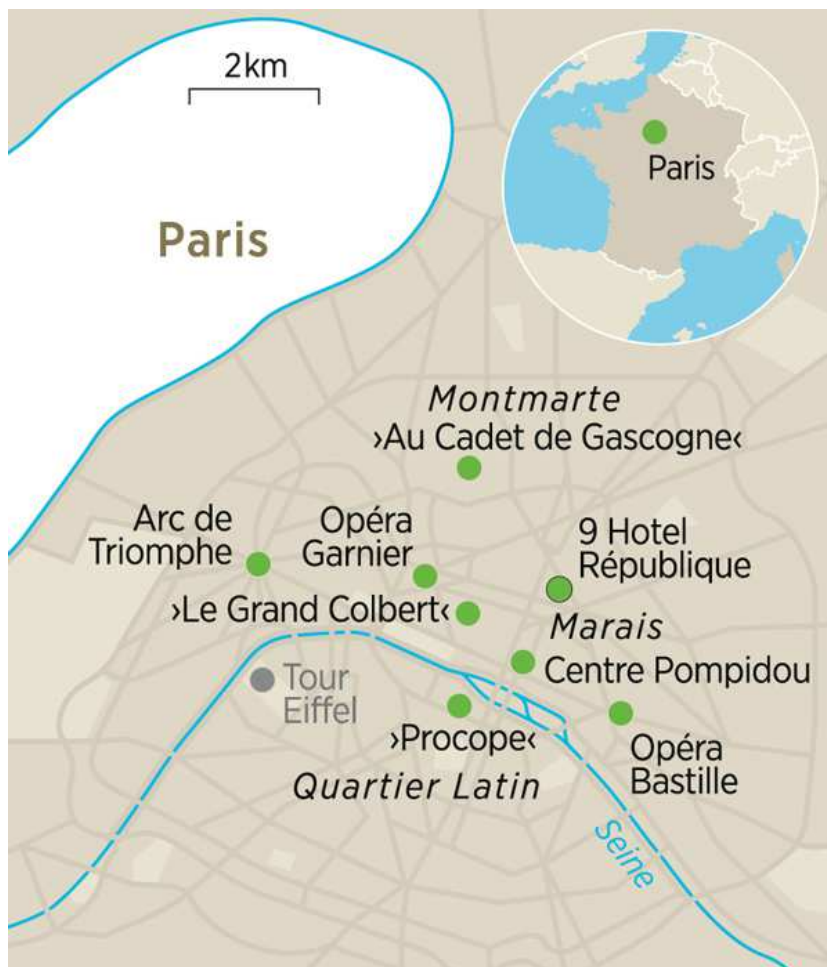 2km
Paris
Paris
Montmarte
›Au Cadet de Gascogne‹
Arc de
Triomphe
Opéra
Garnier
9 Hotel
République
›Le Grand Colbert‹
Marais
Centre Pompidou
Tour
Eiffel
›Procope‹
Opéra
Bastille
Quartier Latin
Seine